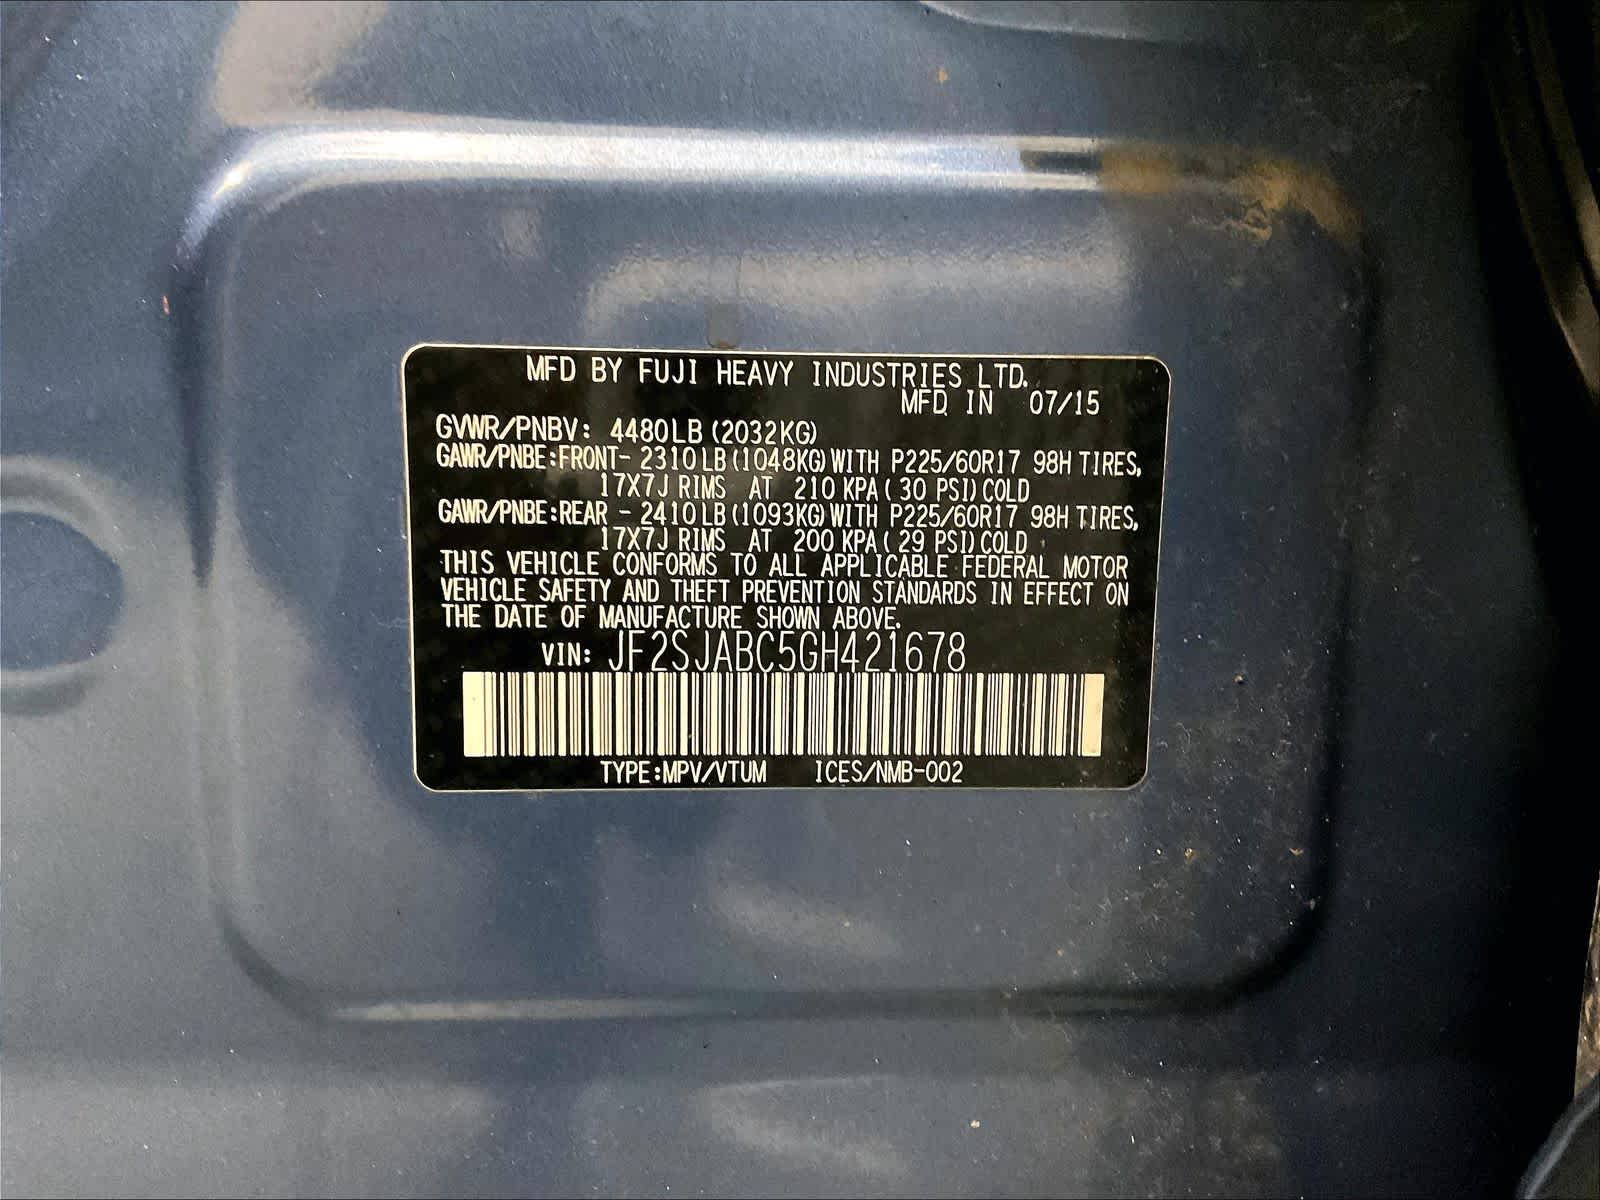 MFD BY FUJI HEAVY INDUSTRIES LTD.
MFD IN 07/15
GVWR/PNBV: 4480LB (2032KG)
GAWR/PNBE:FRONT- 2310LB(1048KG)WITH P225/60R17 98H TIRES,
17X7J RIMS AT 210 KPA( 30 PSI)COLD
GAWR/PNBE:REAR - 2410LB(1093KG)WITH P225/60R17 98H TIRES,
17X7J RIMS AT 200 KPA( 29 PSI)COLD
THIS VEHICLE CONFORMS TO ALL APPLICABLE FEDERAL MOTOR
VEHICLE SAFETY AND THEFT PREVENTION STANDARDS IN EFFECT ON
THE DATE OF MANUFACTURE SHOWN ABOVE.
VIN: JF2SJABC5GH421678
TYPE:MPV/VTUM ICES/NMB-002